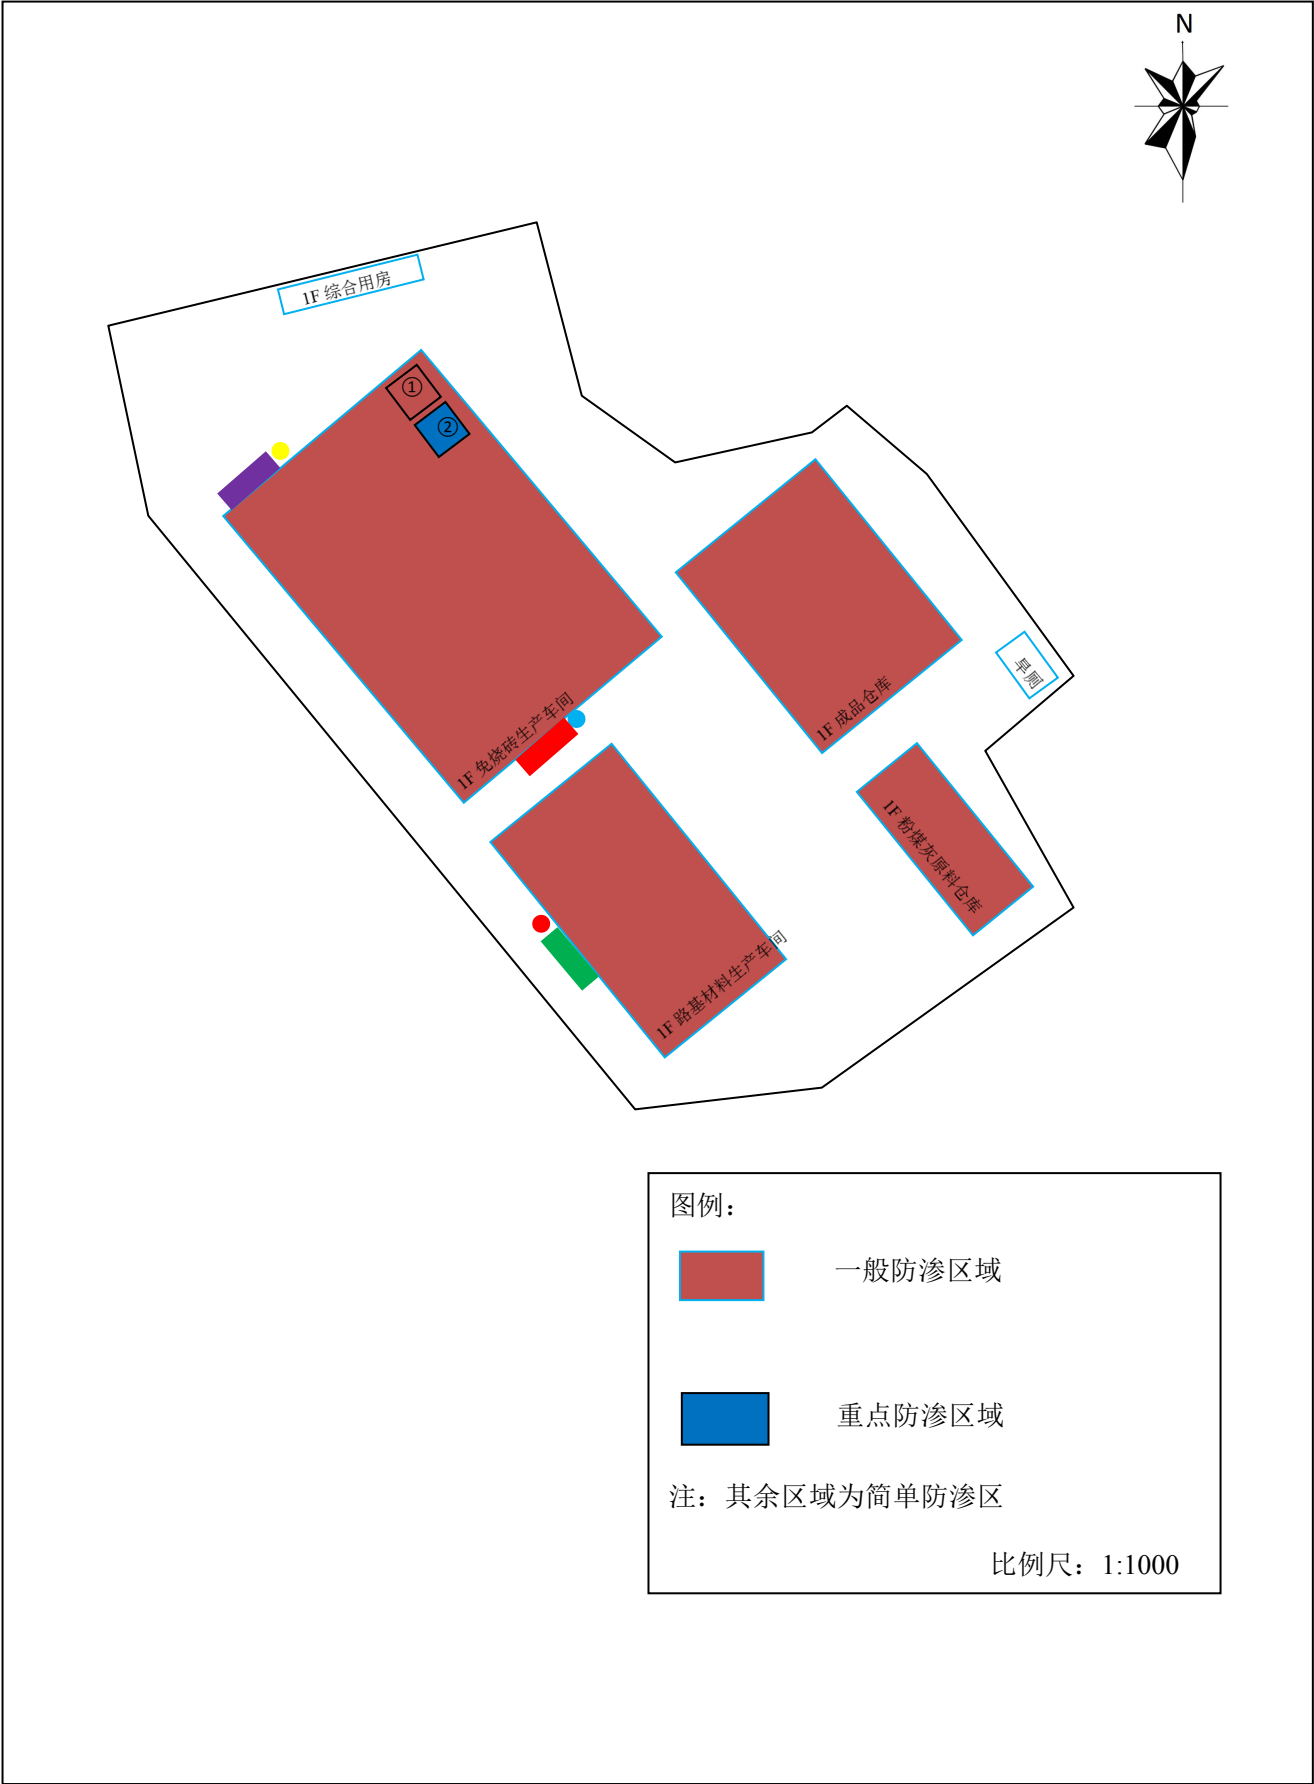 N
1F 综合用房
①
②
1F 免烧砖生产车间
1F 成品仓库
旱厕
1F 粉煤灰原料仓库
1F 路基材料生产车间
图例：
一般防渗区域
重点防渗区域
注：其余区域为简单防渗区
比例尺：1:1000